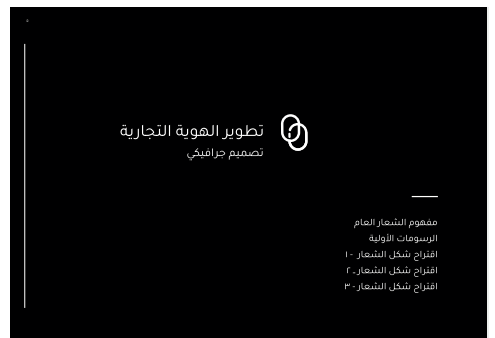 تطوير الهوية التجارية
تصميم جرافيكي
مفهوم الشعار العام
الرسومات الأولية
اقتراح شكل الشعار - ١
اقتراح شكل الشعار - ٢
اقتراح شكل الشعار - ٣